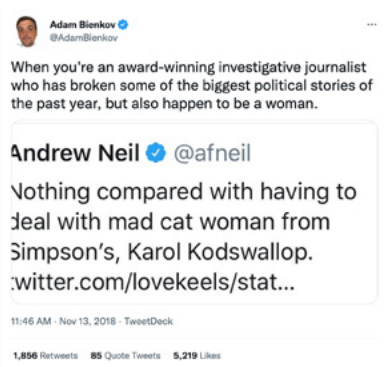 Adam Bienkov
@AdamBienkov
When you're an award-winning investigative journalist
who has broken some of the biggest political stories of
the past year, but also happen to be a woman.
Andrew Neil @afneil
Nothing compared with having to
deal with mad cat woman from
Simpson's, Karol Kodswallop.
twitter.com/lovekeels/stat...
11:46 AM · Nov 13, 2018 · TweetDeck
1,856 Retweets 85 Quote Tweets 5,219 Likes